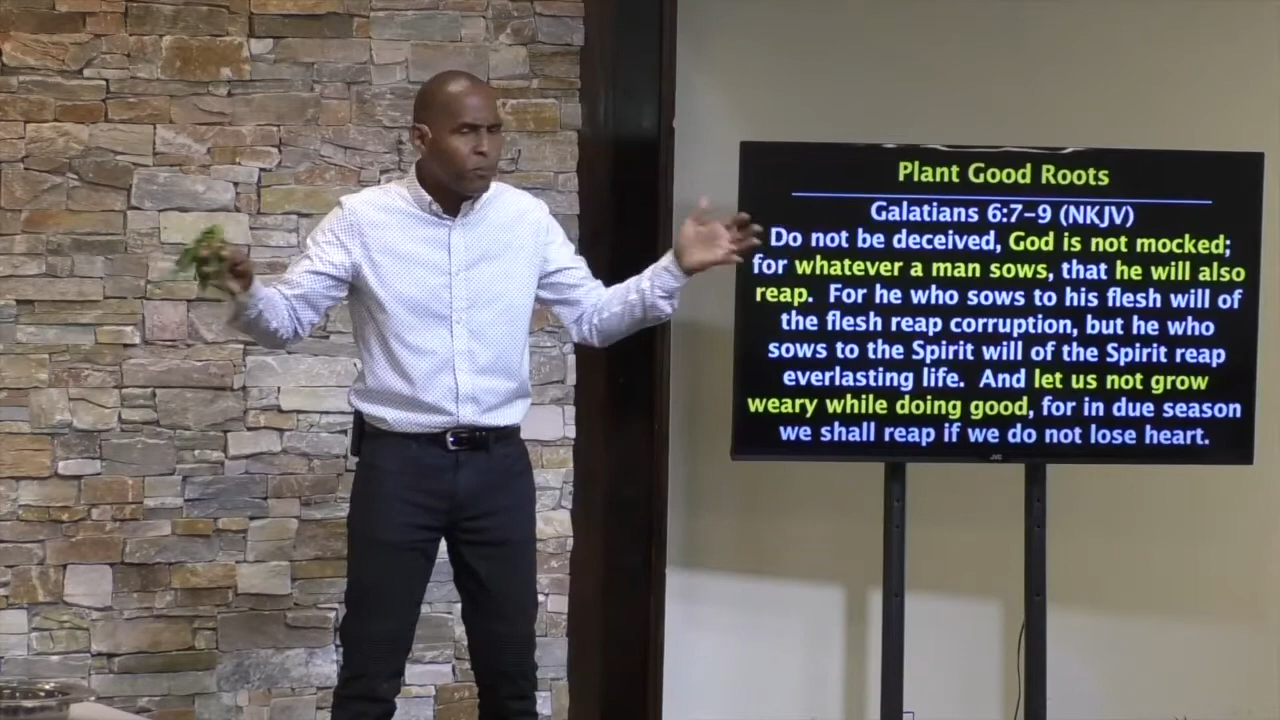 Plant Good Roots
Galatians 6:7-9 (NKJV)
Do not be deceived, God is not mocked;
for whatever a man sows, that he will also
reap.  For he who sows to his flesh will of
the flesh reap corruption, but he who
sows to the Spirit will of the Spirit reap
everlasting life.  And let us not grow
weary while doing good, for in due season
we shall reap if we do not lose heart.
JVC